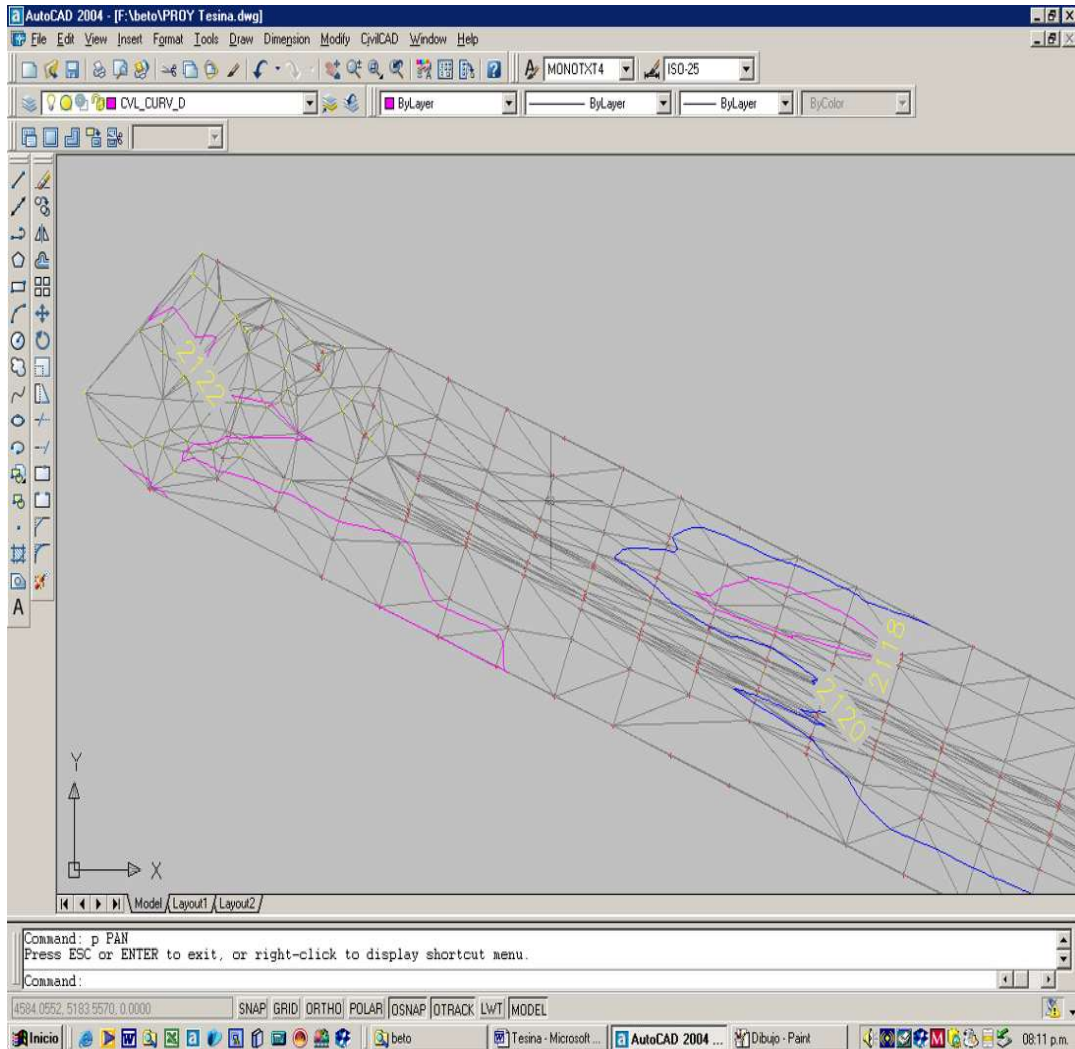 AutoCAD 2004 - [F:\beto\PROY Tesina.dwg]
File Edit View Insert Format Tools Draw Dimension Modify CivilCAD Window Help
MONOTXT4 ISO-25
CVL_CURV_D ByLayer ByLayer ByLayer ByColor
2122
2118
2120
Y
X
A
Model Layout1 Layout2
Command: p PAN
Press ESC or ENTER to exit, or right-click to display shortcut menu.
Command:
4584.0552, 5183.5570, 0.0000 SNAP GRID ORTHO POLAR OSNAP OTRACK LWT MODEL
Inicio beto Tesina - Microsoft ... AutoCAD 2004 ... Dibujo - Paint 08:11 p.m.